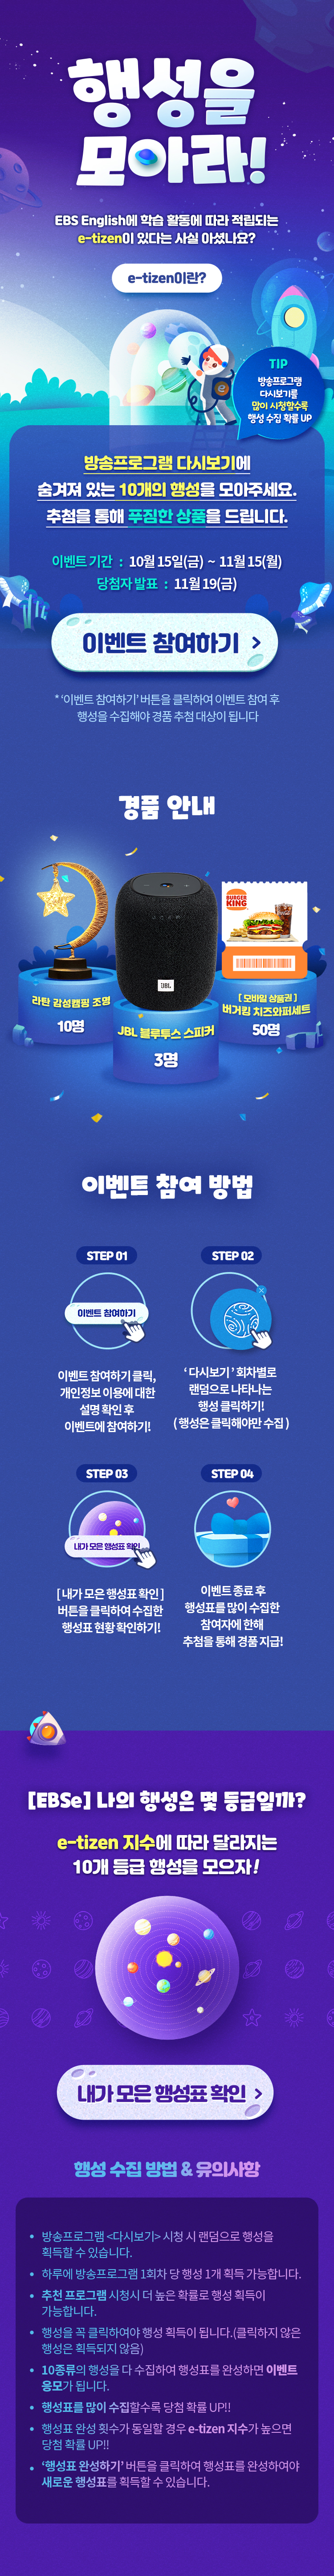 행성을
모아라!
EBS English에 학습 활동에 따라 적립되는
e-tizen이 있다는 사실 아셨나요?
e-tizen이란?
TIP
방송프로그램
다시보기를
많이 시청할수록
행성 수집 확률 UP
방송프로그램 다시보기에
숨겨져 있는 10개의 행성을 모아주세요.
추첨을 통해 푸짐한 상품을 드립니다.
이벤트 기간 : 10월 15일(금) ~ 11월 15(월)
당첨자 발표 : 11월 19(금)
이벤트 참여하기 >
* '이벤트 참여하기' 버튼을 클릭하여 이벤트 참여 후
행성을 수집해야 경품 추첨 대상이 됩니다
경품 안내
BURGER
KING
JBL
라탄 감성캠핑 조명
10명
JBL 블루투스 스피커
3명
[ 모바일 상품권 ]
버거킹 치즈와퍼세트
50명
이벤트 참여 방법
STEP 01
이벤트 참여하기
이벤트 참여하기 클릭,
개인정보 이용에 대한
설명 확인 후
이벤트에 참여하기!
STEP 02
' 다시보기 ' 회차별로
랜덤으로 나타나는
행성 클릭하기!
( 행성은 클릭해야만 수집 )
STEP 03
내가 모은 행성표 확인
[ 내가 모은 행성표 확인 ]
버튼을 클릭하여 수집한
행성표 현황 확인하기!
STEP 04
이벤트 종료 후
행성표를 많이 수집한
참여자에 한해
추첨을 통해 경품 지급!
[EBSe] 나의 행성은 몇 등급일까?
e-tizen 지수에 따라 달라지는
10개 등급 행성을 모으자!
내가 모은 행성표 확인 >
행성 수집 방법 & 유의사항
• 방송프로그램 <다시보기> 시청 시 랜덤으로 행성을
획득할 수 있습니다.
• 하루에 방송프로그램 1회차 당 행성 1개 획득 가능합니다.
• 추천 프로그램 시청시 더 높은 확률로 행성 획득이
가능합니다.
• 행성을 꼭 클릭하여야 행성 획득이 됩니다.(클릭하지 않은
행성은 획득되지 않음)
• 10종류의 행성을 다 수집하여 행성표를 완성하면 이벤트
응모가 됩니다.
• 행성표를 많이 수집할수록 당첨 확률 UP!!
• 행성표 완성 횟수가 동일할 경우 e-tizen 지수가 높으면
당첨 확률 UP!!
• '행성표 완성하기' 버튼을 클릭하여 행성표를 완성하여야
새로운 행성표를 획득할 수 있습니다.